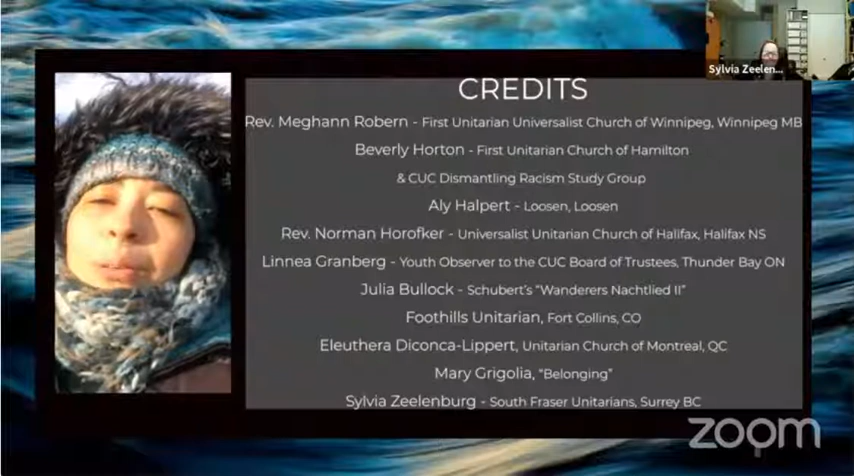 Sylvia Zeelen...
CREDITS
Rev. Meghann Robern - First Unitarian Universalist Church of Winnipeg, Winnipeg MB
Beverly Horton - First Unitarian Church of Hamilton
& CUC Dismantling Racism Study Group
Aly Halpert - Loosen, Loosen
Rev. Norman Horofker - Universalist Unitarian Church of Halifax, Halifax NS
Linnea Granberg - Youth Observer to the CUC Board of Trustees, Thunder Bay ON
Julia Bullock - Schubert's "Wanderers Nachtlied II"
Foothills Unitarian, Fort Collins, CO
Eleuthera Diconca-Lippert, Unitarian Church of Montreal, QC
Mary Grigolia, "Belonging"
Sylvia Zeelenburg - South Fraser Unitarians, Surrey BC
zoom